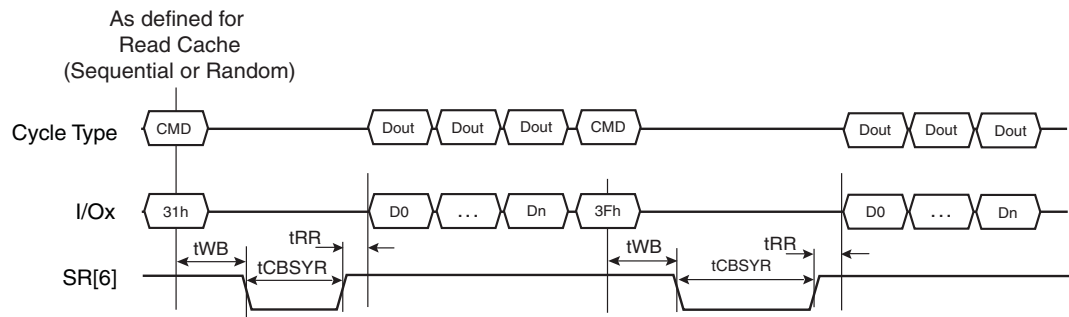 As defined for
Read Cache
(Sequential or Random)
Cycle Type CMD Dout Dout Dout CMD Dout Dout Dout
I/Ox 31h D0 ... Dn 3Fh D0 ... Dn
tWB tRR tWB tRR
SR[6] tCBSYR tCBSYR